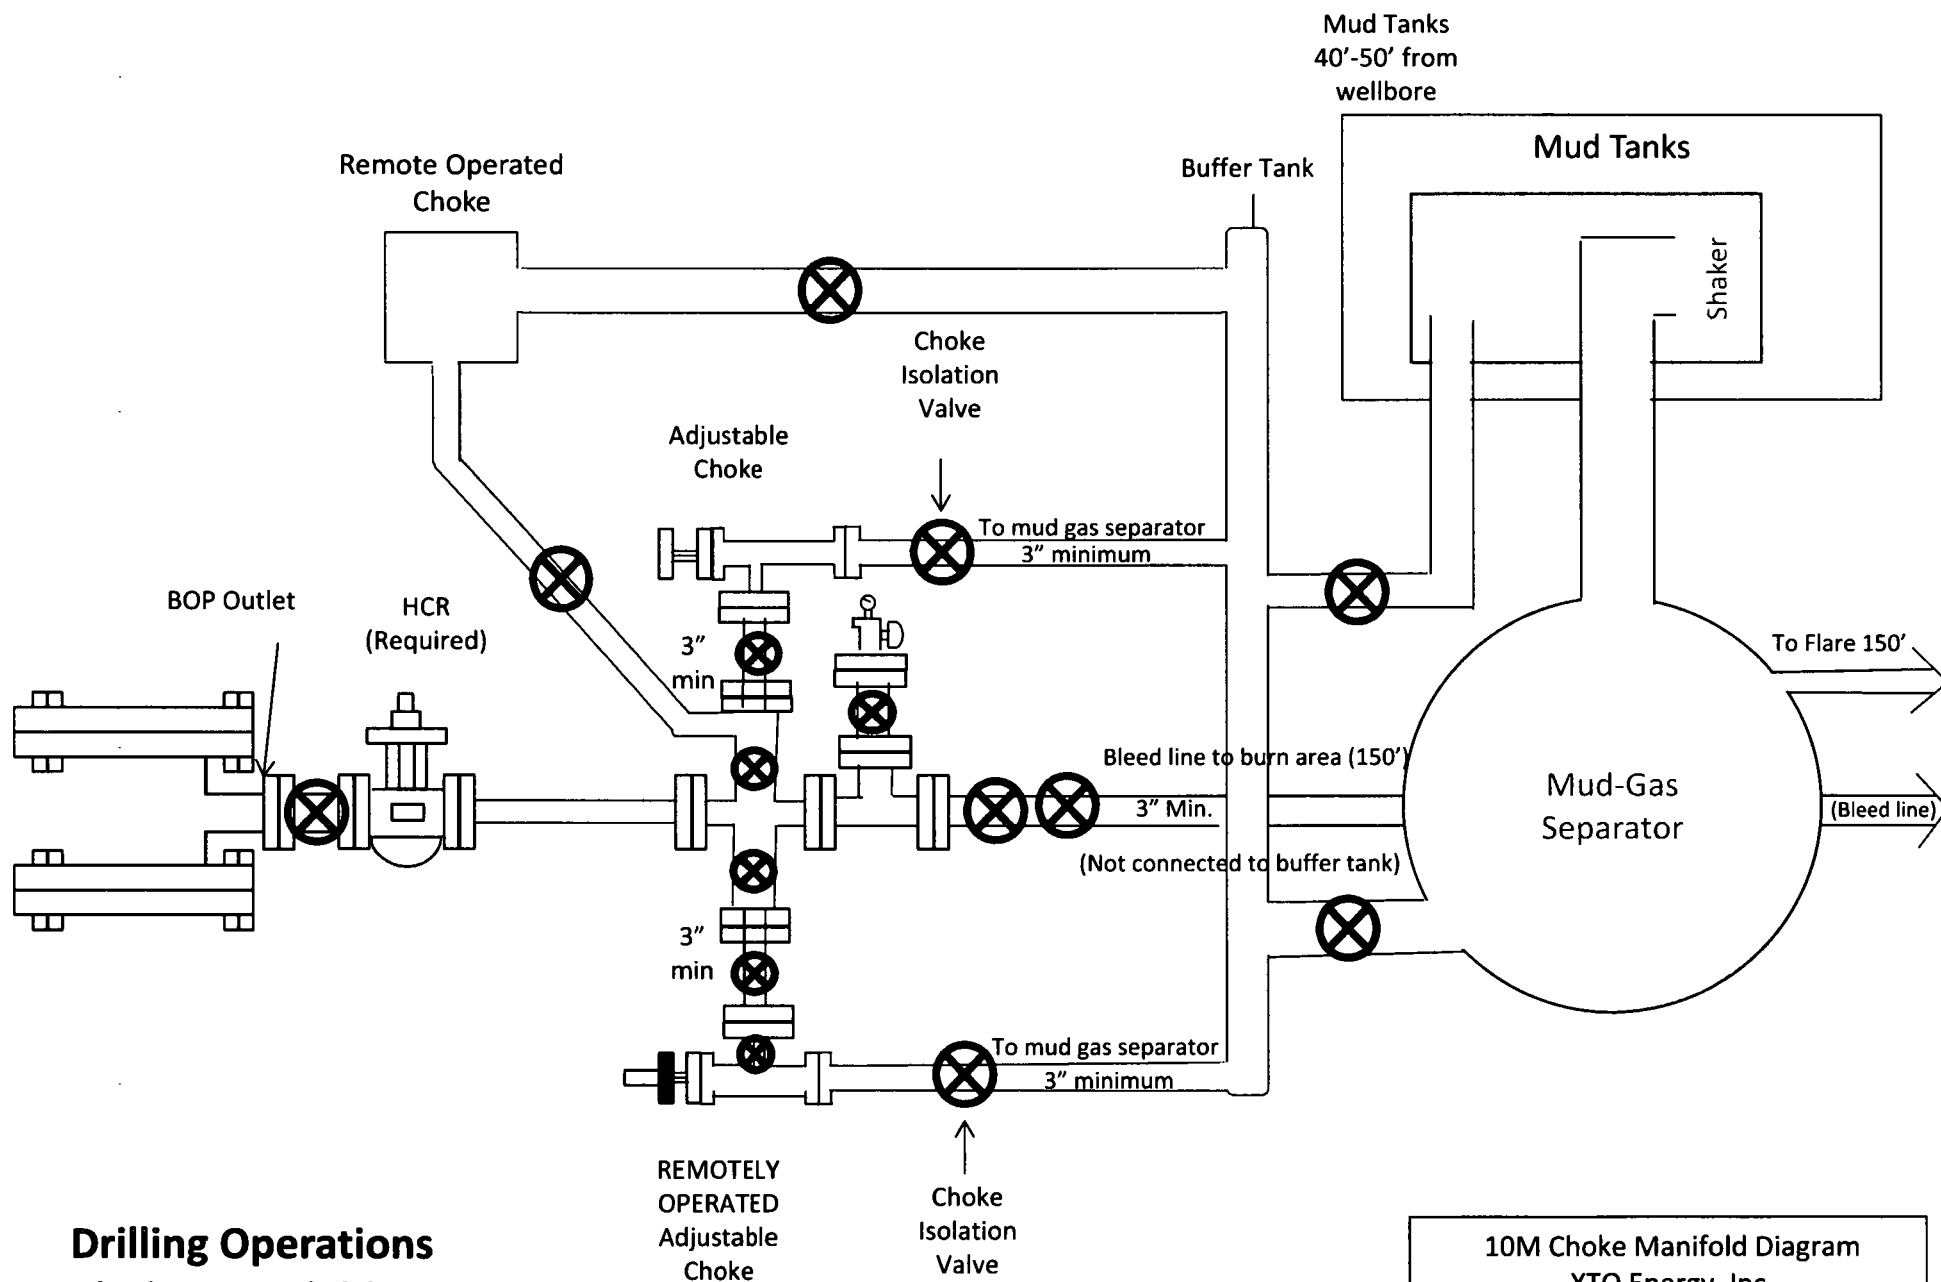 Mud Tanks
40'-50' from
wellbore
Mud Tanks
Remote Operated
Choke
Buffer Tank
Shaker
Choke
Isolation
Valve
Adjustable
Choke
To mud gas separator
3" minimum
BOP Outlet
HCR
(Required)
3"
min
To Flare 150'
Bleed line to burn area (150')
3" Min.
Mud-Gas
Separator
(Bleed line)
(Not connected to buffer tank)
3"
min
To mud gas separator
3" minimum
REMOTELY
OPERATED
Adjustable
Choke
Choke
Isolation
Valve
Drilling Operations
10M Choke Manifold Diagram
XTO Energy, Inc.